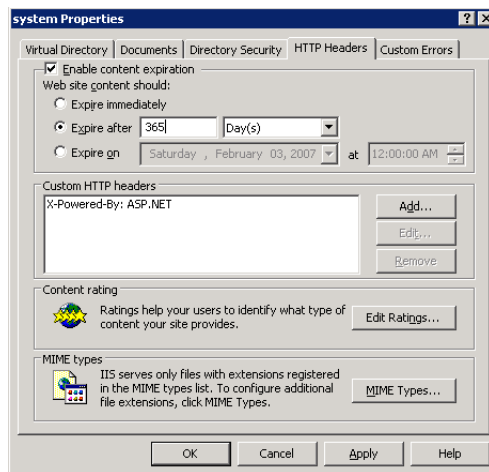 system Properties
Virtual Directory Documents Directory Security HTTP Headers Custom Errors
Enable content expiration
Web site content should:
Expire immediately
Expire after 365 Day(s)
Expire on Saturday , February 03, 2007 at 12:00:00 AM
Custom HTTP headers
X-Powered-By: ASP.NET
Add...
Edit...
Remove
Content rating
Ratings help your users to identify what type of
content your site provides.
Edit Ratings...
MIME types
IIS serves only files with extensions registered
in the MIME types list. To configure additional
file extensions, click MIME Types.
MIME Types...
OK Cancel Apply Help